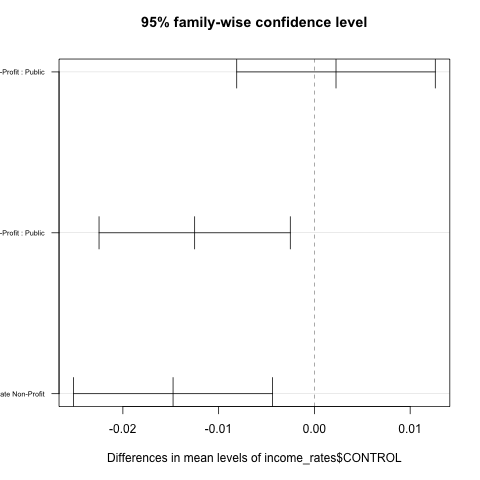 95% family-wise confidence level
-Profit : Public
-Profit : Public
ate Non-Profit
-0.02 -0.01 0.00 0.01
Differences in mean levels of income_rates$CONTROL